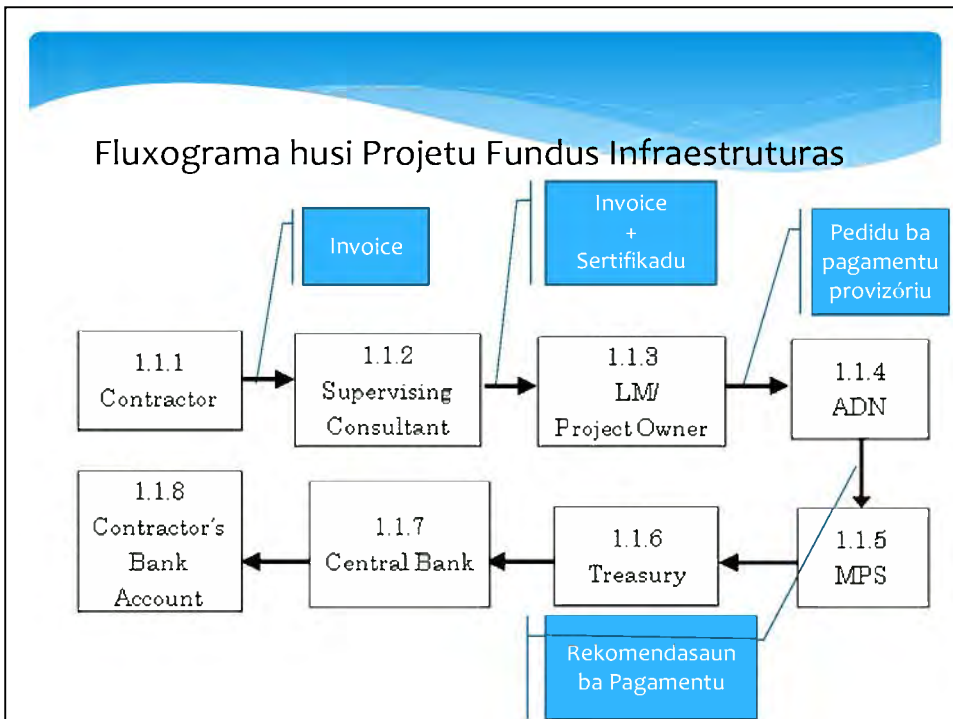 Fluxograma husi Projetu Fundus Infraestruturas
Invoice
Invoice
+
Sertifikadu
Pedidu ba
pagamentu
provizóriu
1.1.1
Contractor
1.1.2
Supervising
Consultant
1.1.3
LM/
Project Owner
1.1.4
ADN
1.1.8
Contractor's
Bank
Account
1.1.7
Central Bank
1.1.6
Treasury
1.1.5
MPS
Rekomendasaun
ba Pagamentu